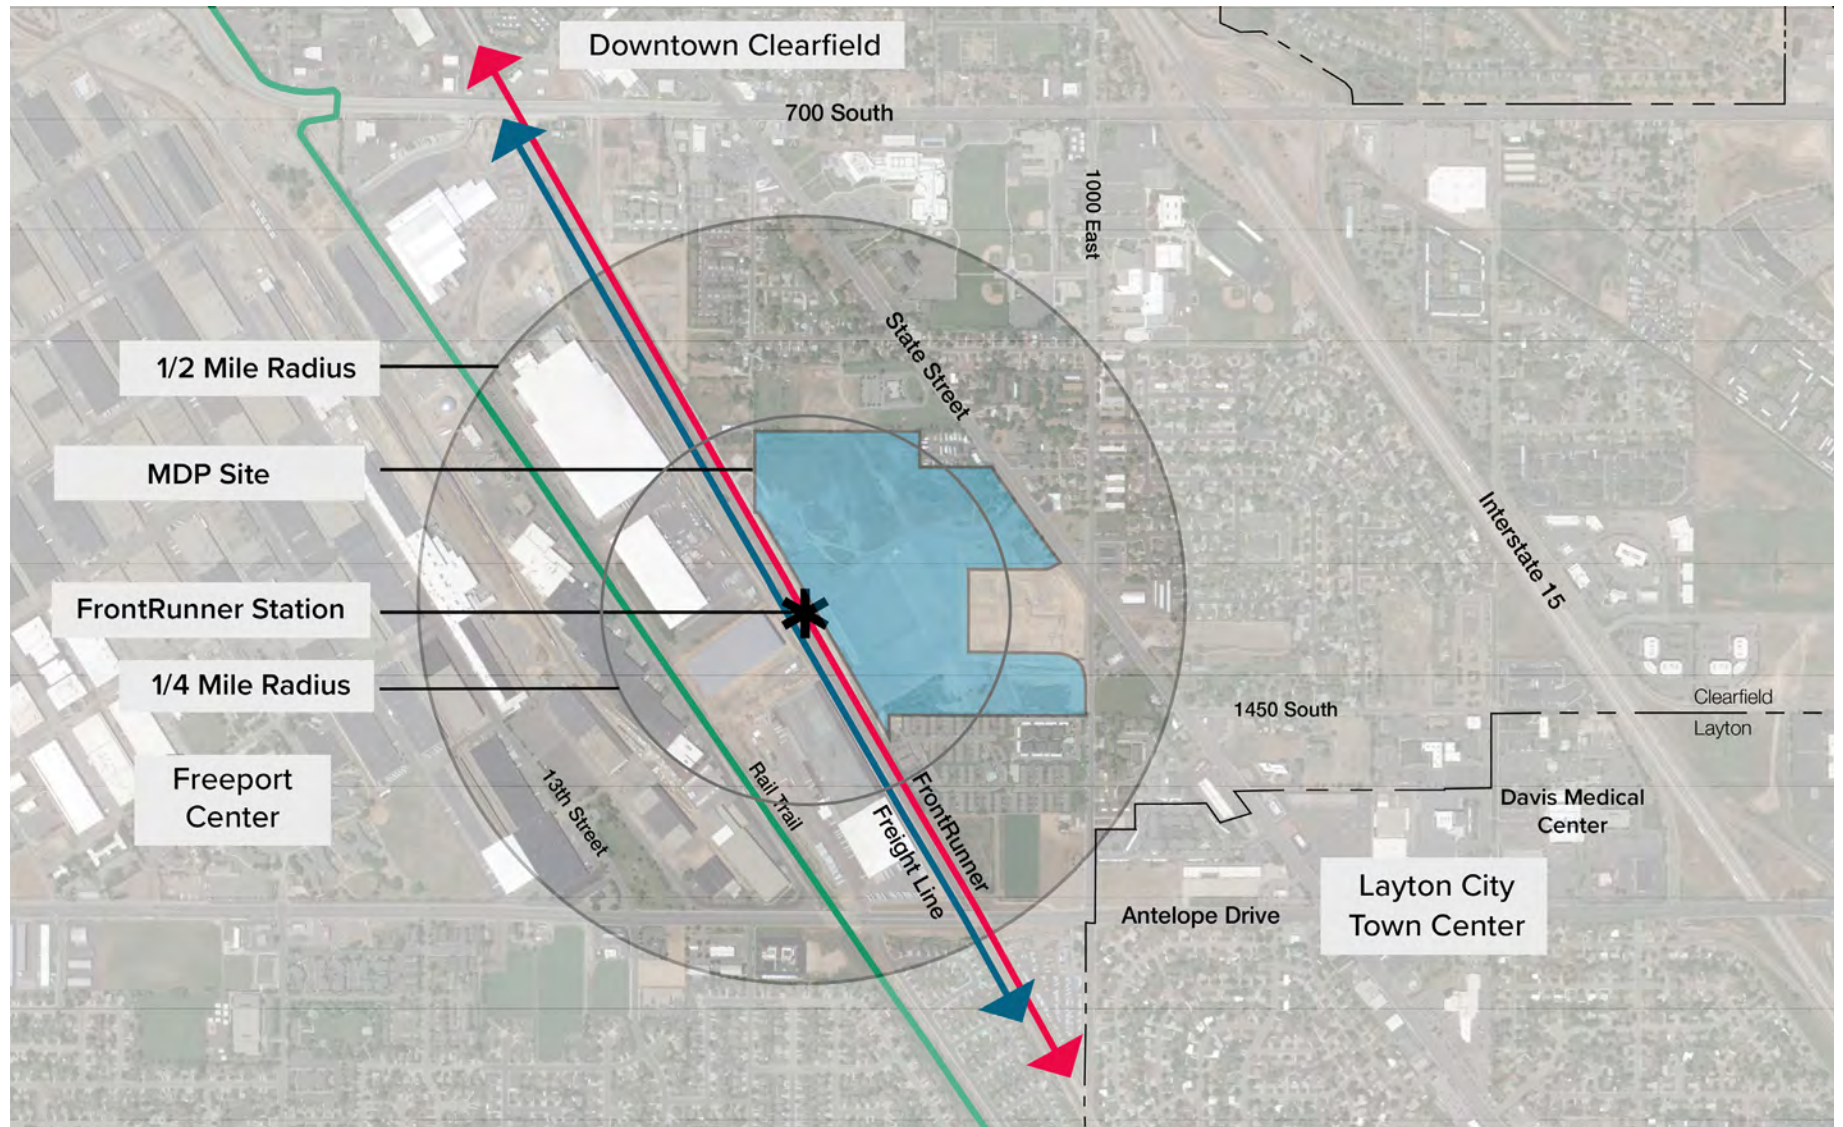 Downtown Clearfield
700 South
1000 East
State Street
1/2 Mile Radius
MDP Site
Interstate 15
FrontRunner Station
1/4 Mile Radius
Clearfield
1450 South
Layton
Freeport
Center
13th Street
Rail Trail
FrontRunner
Freight Line
Davis Medical
Center
Layton City
Town Center
Antelope Drive